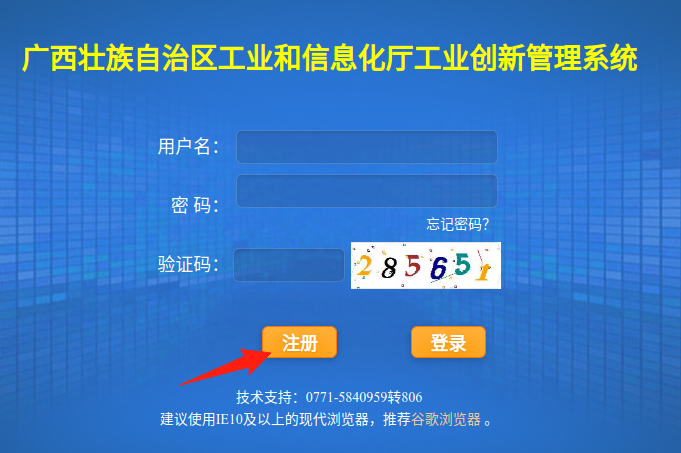 广西壮族自治区工业和信息化厅工业创新管理系统
用户名：
密 码：
忘记密码？
验证码： 285651
注册 登录
技术支持：0771-5840959转806
建议使用IE10及以上的现代浏览器，推荐谷歌浏览器 。